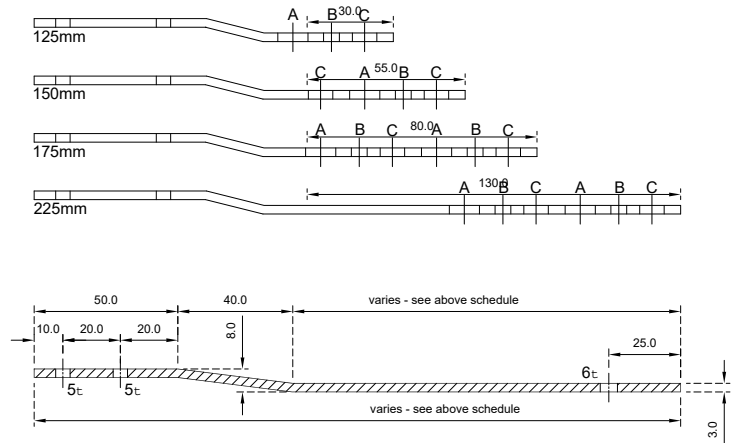 A B 30.0 C
125mm
C A 55.0 B C
150mm
A B C 80.0 A B C
175mm
A 130.0 B C A B C
225mm
50.0 40.0 varies - see above schedule
10.0 20.0 20.0 8.0 25.0
5t 5t 6t
varies - see above schedule
3.0